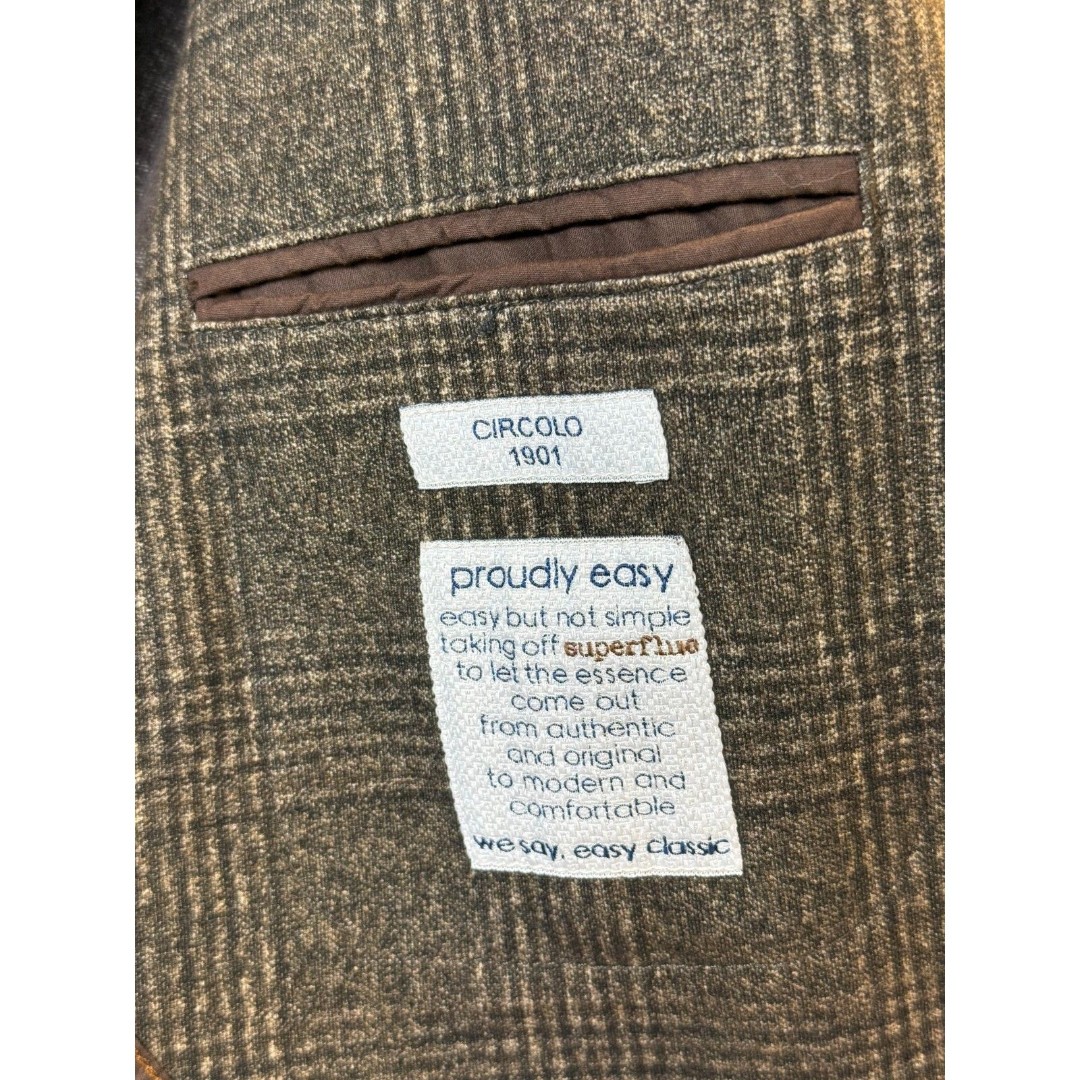 CIRCOLO
1901
proudly easy
easy but not simple
taking off superfluo
to let the essence
come out
from authentic
and original
to modern and
comfortable
we say, easy classic